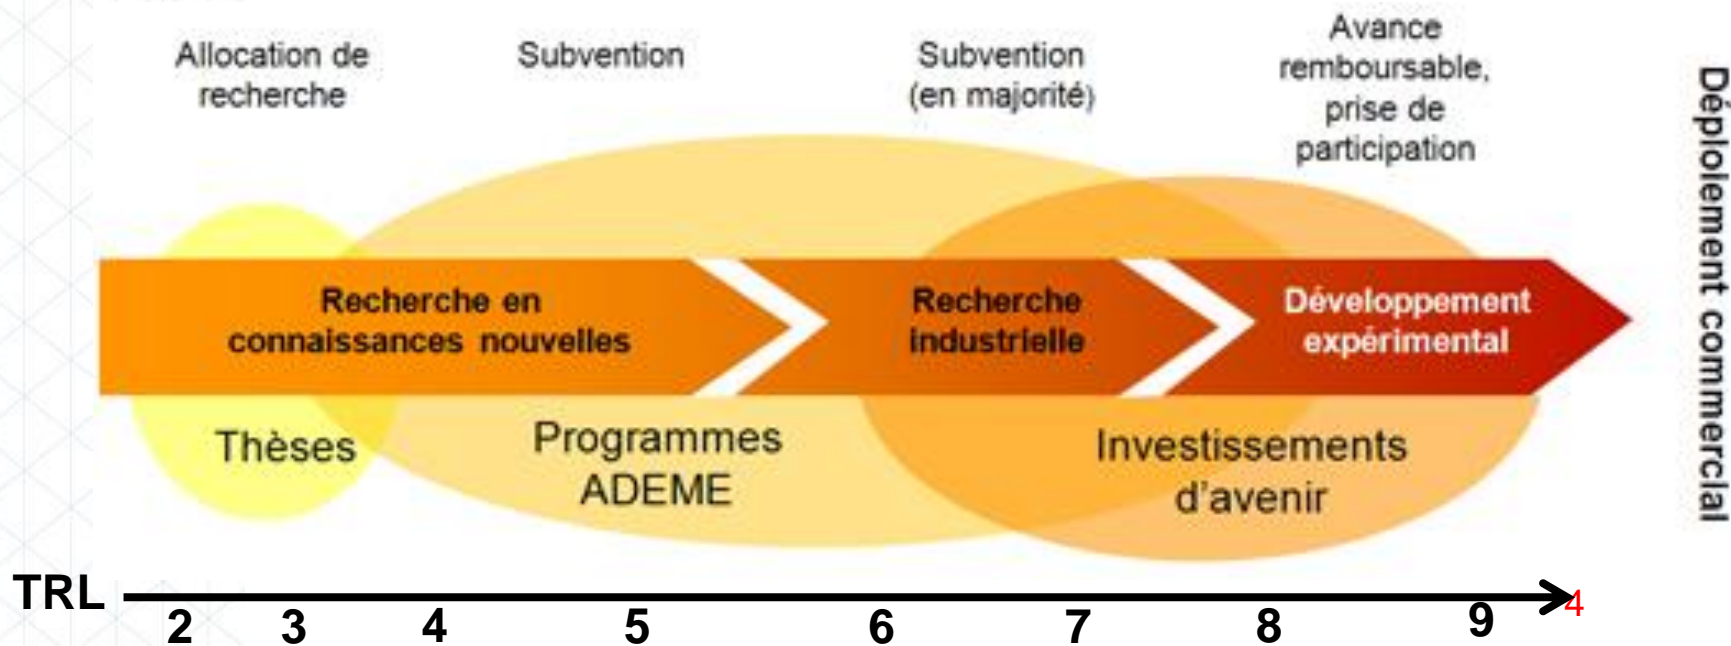 Allocation de
recherche
Subvention
Subvention
(en majorité)
Avance
remboursable,
prise de
participation
Recherche en
connaissances nouvelles
Recherche
industrielle
Développement
expérimental
Thèses
Programmes
ADEME
Investissements
d’avenir
Déploiement commercial
TRL
2 3 4 5 6 7 8 9
4